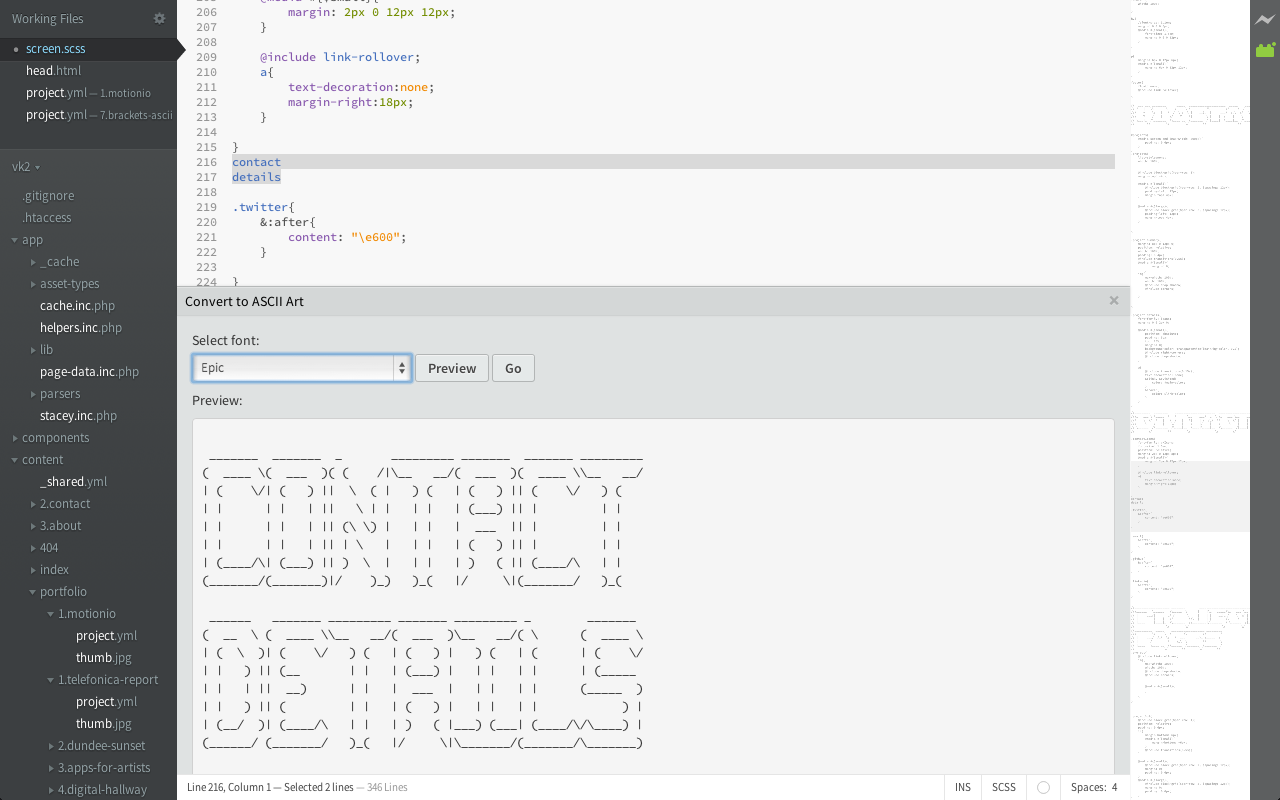 Working Files
screen.scss
head.html
project.yml — 1.motionio
project.yml — 7.brackets-ascii
vk2
.gitignore
.htaccess
app
_cache
asset-types
cache.inc.php
helpers.inc.php
lib
page-data.inc.php
parsers
stacey.inc.php
components
content
_shared.yml
2.contact
3.about
404
index
portfolio
1.motionio
project.yml
thumb.jpg
1.telefonica-report
project.yml
thumb.jpg
2.dundee-sunset
3.apps-for-artists
4.digital-hallway
206 margin: 2px 0 12px 12px;
207 }
208
209 @include link-rollover;
210 a{
211 text-decoration:none;
212 margin-right:18px;
213 }
214
215 }
216 contact
217 details
218
219 .twitter{
220 &:after{
221 content: "\e600";
222 }
223
224 }
Convert to ASCII Art ×
Select font:
Epic Preview Go
Preview:
CONTACT
DETAILS
Line 216, Column 1 — Selected 2 lines — 346 Lines INS SCSS Spaces: 4